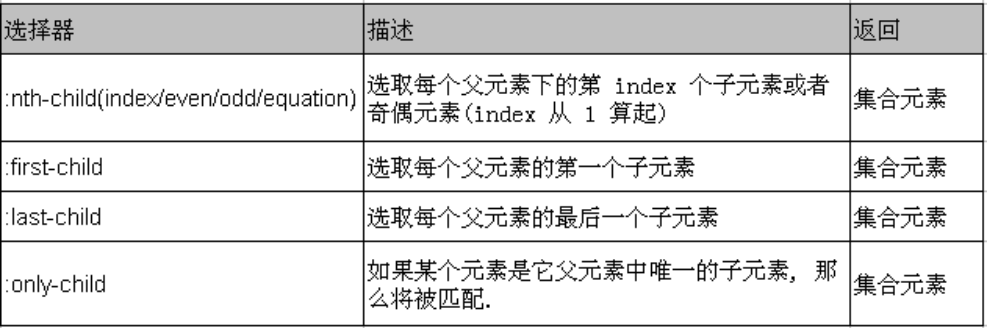 选择器 描述 返回
:nth-child(index/even/odd/equation) 选取每个父元素下的第 index 个子元素或者 集合元素
奇偶元素(index 从 1 算起)
:first-child 选取每个父元素的第一个子元素 集合元素
:last-child 选取每个父元素的最后一个子元素 集合元素
:only-child 如果某个元素是它父元素中唯一的子元素, 那 集合元素
么将被匹配.